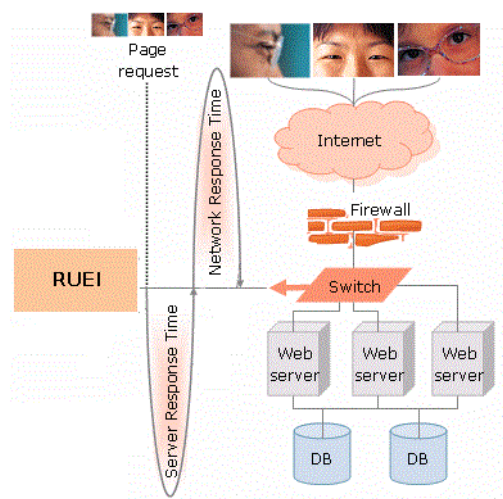 Page
request
Network Response Time
Internet
Firewall
RUEI
Switch
Server Response Time
Web
server
Web
server
Web
server
DB
DB